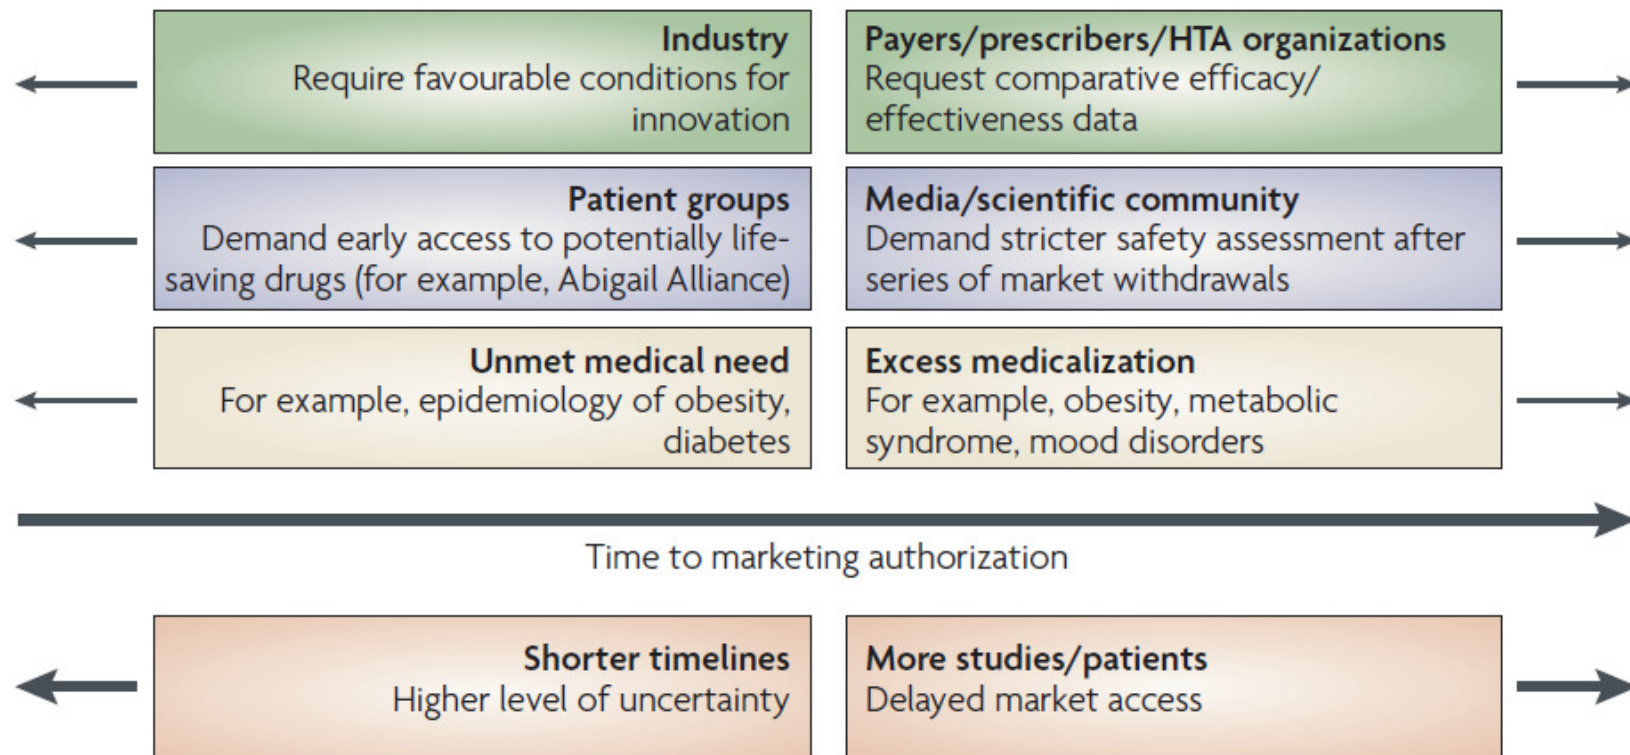 Industry
Require favourable conditions for
innovation
Payers/prescribers/HTA organizations
Request comparative efficacy/
effectiveness data
Patient groups
Demand early access to potentially life-
saving drugs (for example, Abigail Alliance)
Media/scientific community
Demand stricter safety assessment after
series of market withdrawals
Unmet medical need
For example, epidemiology of obesity,
diabetes
Excess medicalization
For example, obesity, metabolic
syndrome, mood disorders
Time to marketing authorization
Shorter timelines
Higher level of uncertainty
More studies/patients
Delayed market access